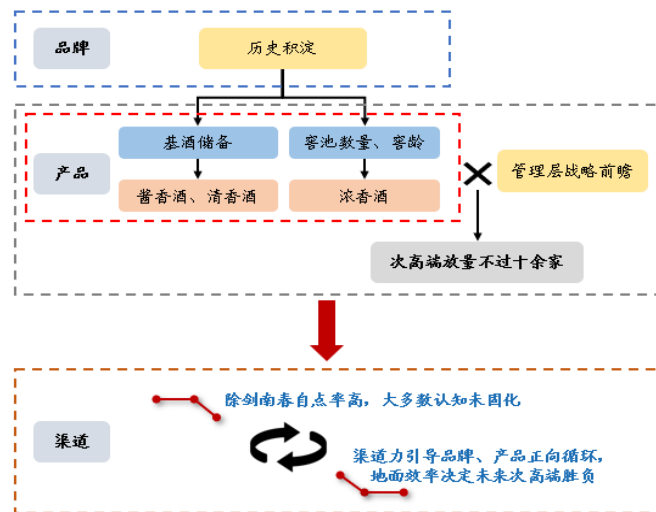 品牌
历史积淀
基酒储备
窖池数量、窖龄
产品
管理层战略前瞻
酱香酒、清香酒
浓香酒
次高端放量不过十余家
除剑南春自点率高，大多数认知未固化
渠道
渠道力引导品牌、产品正向循环，
地面效率决定未来次高端胜负